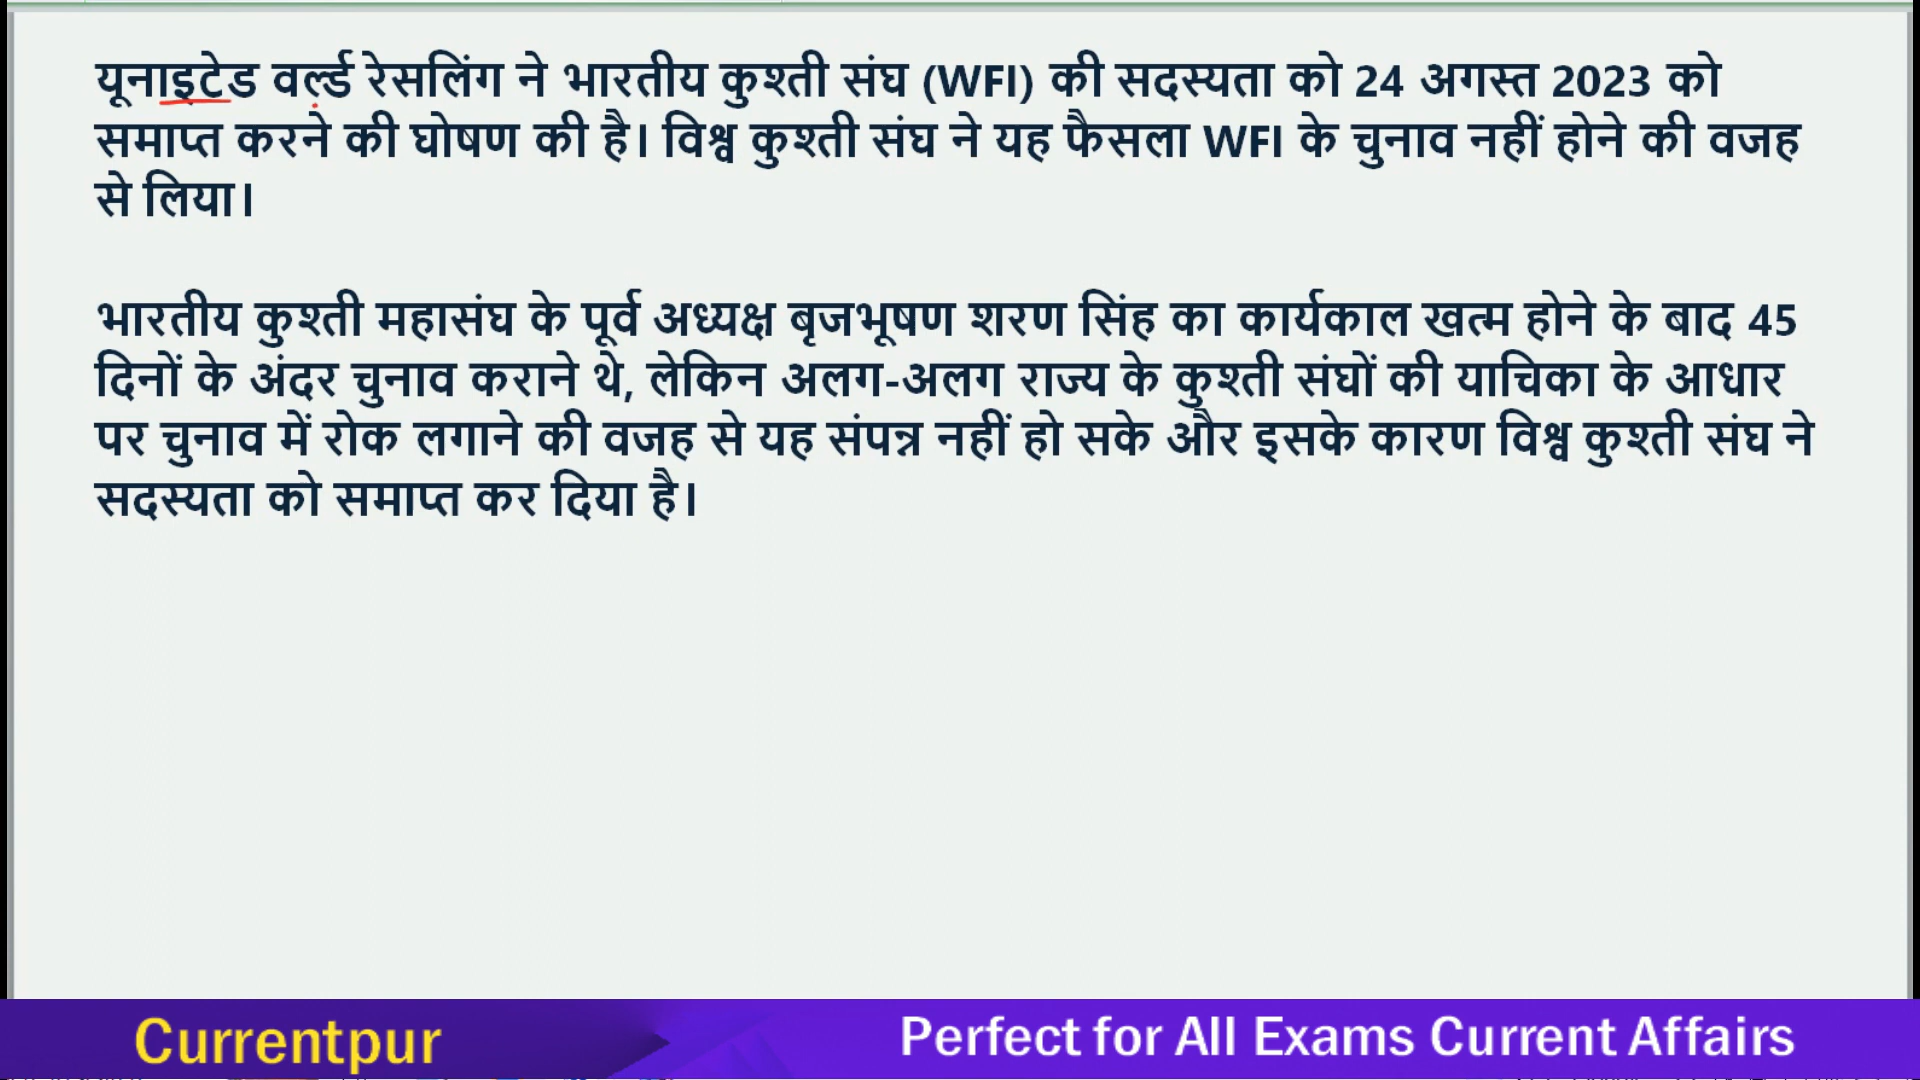 यूनाइटेड वर्ल्ड रेसलिंग ने भारतीय कुश्ती संघ (WFI) की सदस्यता को 24 अगस्त 2023 को
समाप्त करने की घोषण की है। विश्व कुश्ती संघ ने यह फैसला WFI के चुनाव नहीं होने की वजह
से लिया।
भारतीय कुश्ती महासंघ के पूर्व अध्यक्ष बृजभूषण शरण सिंह का कार्यकाल खत्म होने के बाद 45
दिनों के अंदर चुनाव कराने थे, लेकिन अलग-अलग राज्य के कुश्ती संघों की याचिका के आधार
पर चुनाव में रोक लगाने की वजह से यह संपन्न नहीं हो सके और इसके कारण विश्व कुश्ती संघ ने
सदस्यता को समाप्त कर दिया है।
Currentpur
Perfect for All Exams Current Affairs